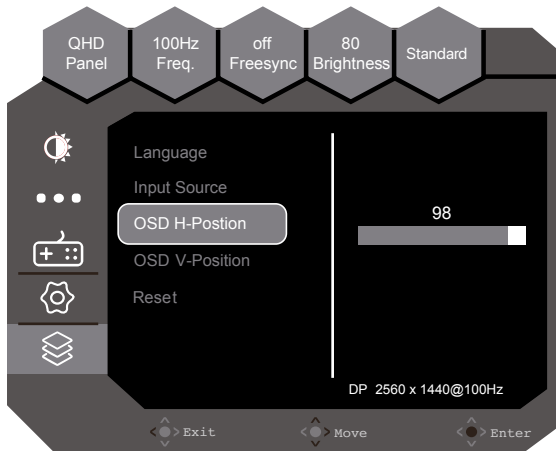 QHD
Panel
100Hz
Freq.
off
Freesync
80
Brightness
Standard
Language
Input Source
OSD H-Postion
OSD V-Position
Reset
98
DP 2560 x 1440@100Hz
Exit
Move
Enter